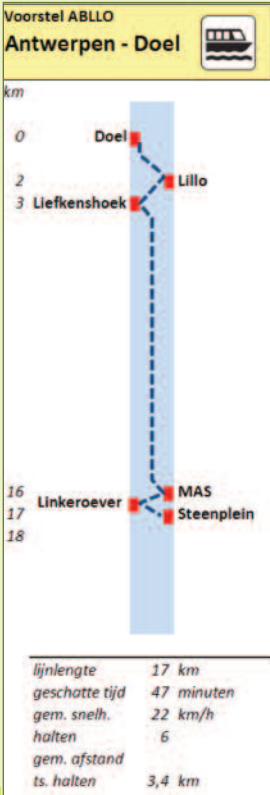 Voorstel ABLLO
Antwerpen - Doel
km
0 Doel
2 Lillo
3 Liefkenshoek
16 MAS
Linkeroever
17 Steenplein
18
lijnlengte 17 km
geschatte tijd 47 minuten
gem. snelh. 22 km/h
halten 6
gem. afstand
ts. halten 3,4 km